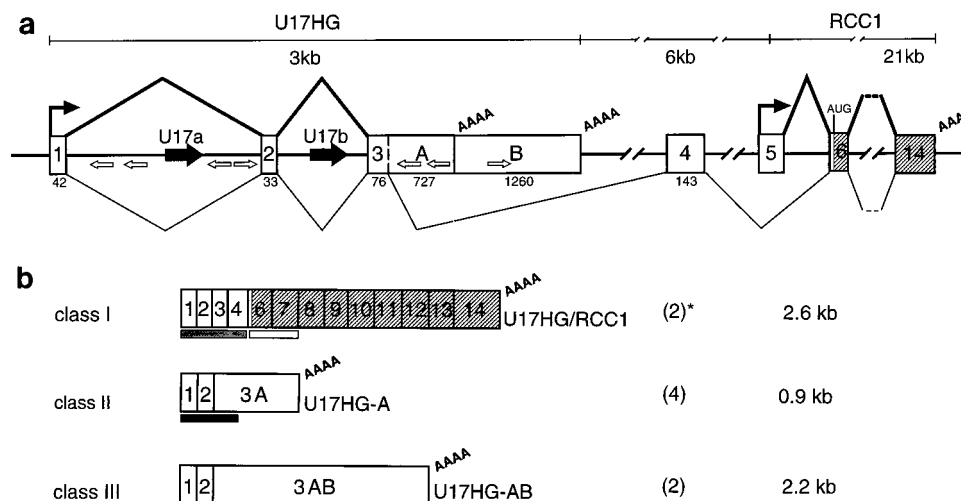 a
U17HG
RCC1
3kb
6kb
21kb
AAAA
AAAA
AUG
AAAA
U17a
U17b
1
2
3
A
B
4
5
6
14
42
33
76
727
1260
143
b
AAAA
class I
1 2 3 4 6 7 8 9 10 11 12 13 14
U17HG/RCC1
(2)*
2.6 kb
AAAA
class II
1 2 3A
U17HG-A
(4)
0.9 kb
AAAA
class III
1 2 3AB
U17HG-AB
(2)
2.2 kb